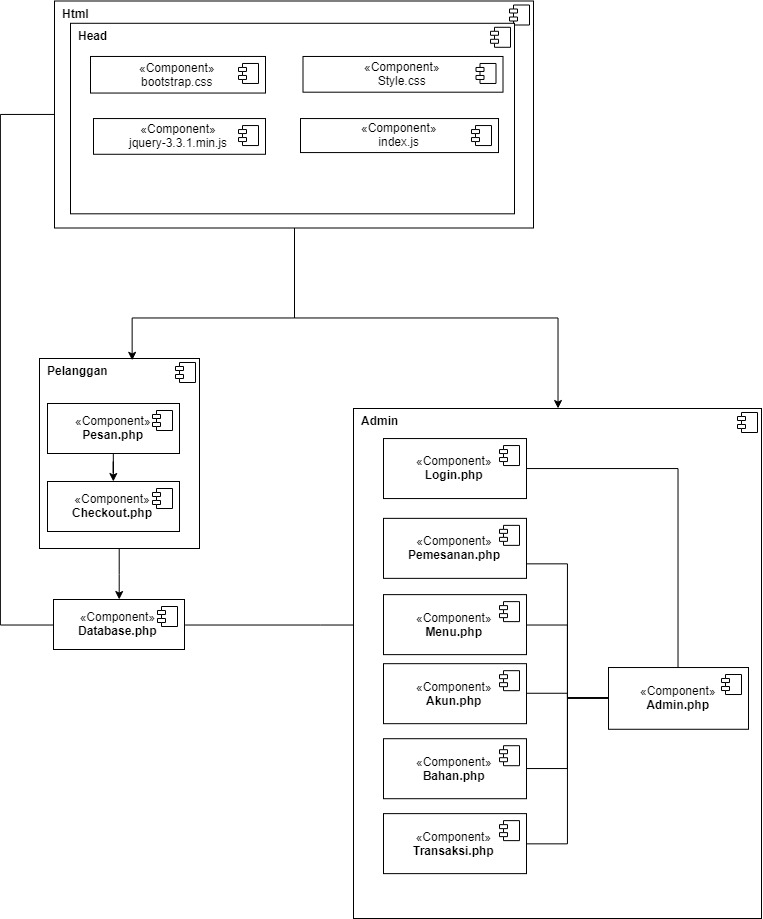 Html
Head
«Component»
bootstrap.css
«Component»
Style.css
«Component»
jquery-3.3.1.min.js
«Component»
index.js
Pelanggan
«Component»
Pesan.php
«Component»
Checkout.php
«Component»
Database.php
Admin
«Component»
Login.php
«Component»
Pemesanan.php
«Component»
Menu.php
«Component»
Akun.php
«Component»
Bahan.php
«Component»
Transaksi.php
«Component»
Admin.php